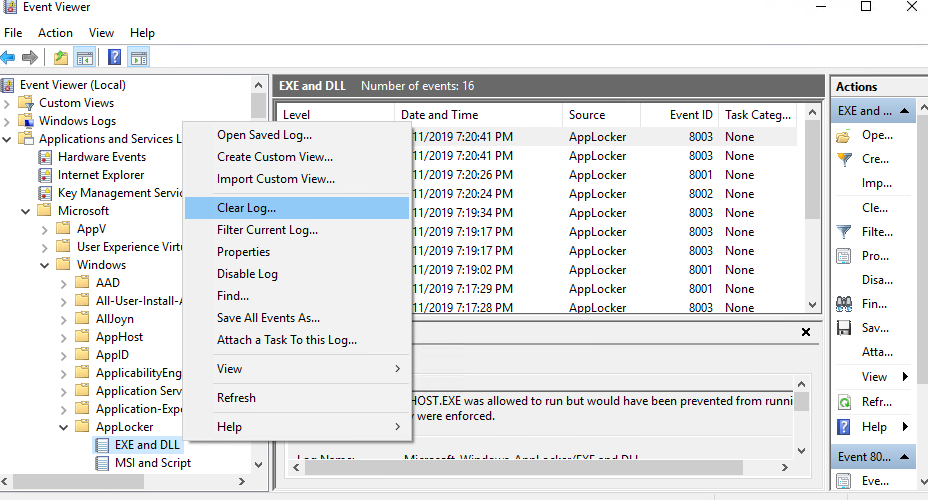 Event Viewer
File Action View Help
Event Viewer (Local)
Custom Views
Windows Logs
Applications and Services L
Hardware Events
Internet Explorer
Key Management Servic
Microsoft
AppV
User Experience Virtu
Windows
AAD
All-User-Install-A
AllJoyn
AppHost
AppID
ApplicabilityEng
Application Serv
Application-Expe
AppLocker
EXE and DLL
MSI and Script
Open Saved Log...
Create Custom View...
Import Custom View...
Clear Log...
Filter Current Log...
Properties
Disable Log
Find...
Save All Events As...
Attach a Task To this Log...
View
Refresh
Help
EXE and DLL Number of events: 16
Level Date and Time Source Event ID Task Categ...
11/2019 7:20:41 PM AppLocker 8003 None
11/2019 7:20:41 PM AppLocker 8003 None
11/2019 7:20:26 PM AppLocker 8001 None
11/2019 7:20:24 PM AppLocker 8002 None
11/2019 7:19:34 PM AppLocker 8003 None
11/2019 7:19:17 PM AppLocker 8003 None
11/2019 7:19:17 PM AppLocker 8003 None
11/2019 7:19:02 PM AppLocker 8001 None
11/2019 7:17:29 PM AppLocker 8001 None
11/2019 7:17:28 PM AppLocker 8003 None
HOST.EXE was allowed to run but would have been prevented from runni
y were enforced.
Log Name: Microsoft-Windows-AppLocker/EXE and DLL
Actions
EXE and ...
Ope...
Cre...
Imp...
Cle...
Filte...
Pro...
Disa...
Fin...
Sav...
Atta...
View
Refr...
Help
Event 80...
Eve...